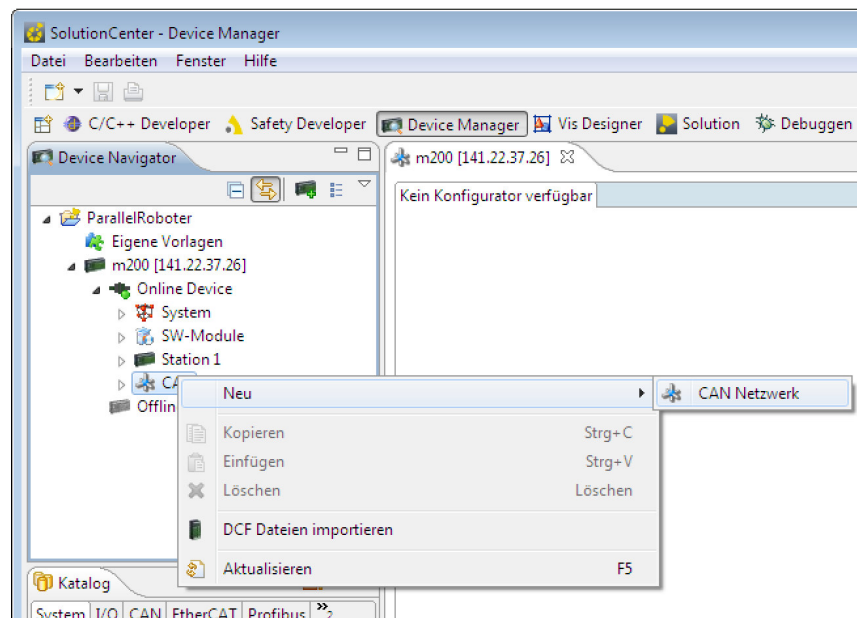 SolutionCenter - Device Manager
Datei Bearbeiten Fenster Hilfe
C/C++ Developer Safety Developer Device Manager Vis Designer Solution Debuggen
Device Navigator
m200 [141.22.37.26]
Kein Konfigurator verfügbar
ParallelRoboter
Eigene Vorlagen
m200 [141.22.37.26]
Online Device
System
SW-Module
Station 1
CA
Offlin
Neu
CAN Netzwerk
Kopieren Strg+C
Einfügen Strg+V
Löschen Löschen
DCF Dateien importieren
Aktualisieren F5
Katalog
System I/O CAN EtherCAT Profibus »2